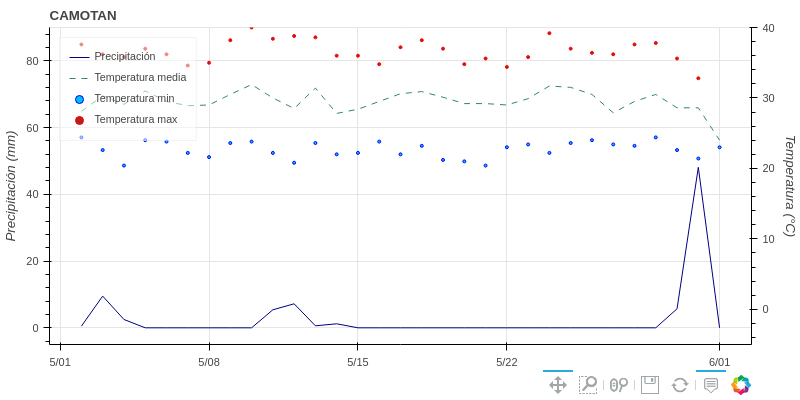 CAMOTAN
Precipitación
Temperatura media
Temperatura min
Temperatura max
Precipitación (mm)
80
60
40
20
0
Temperatura (°C)
40
30
20
10
0
5/01
5/08
5/15
5/22
6/01